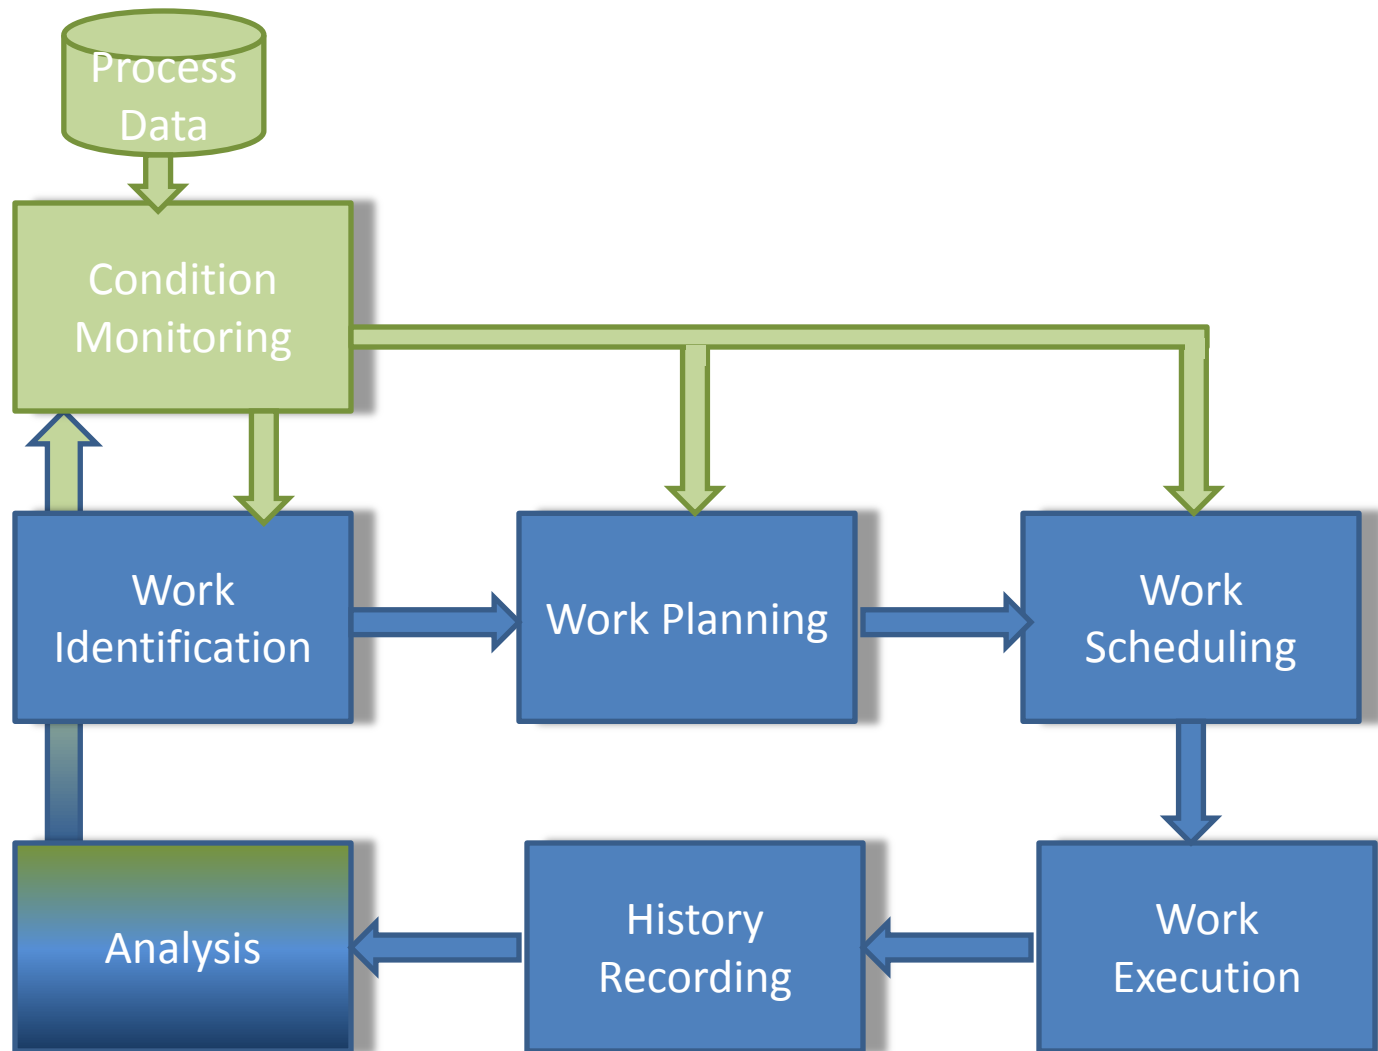 Process
Data
Condition
Monitoring
Work
Identification
Work Planning
Work
Scheduling
Analysis
History
Recording
Work
Execution